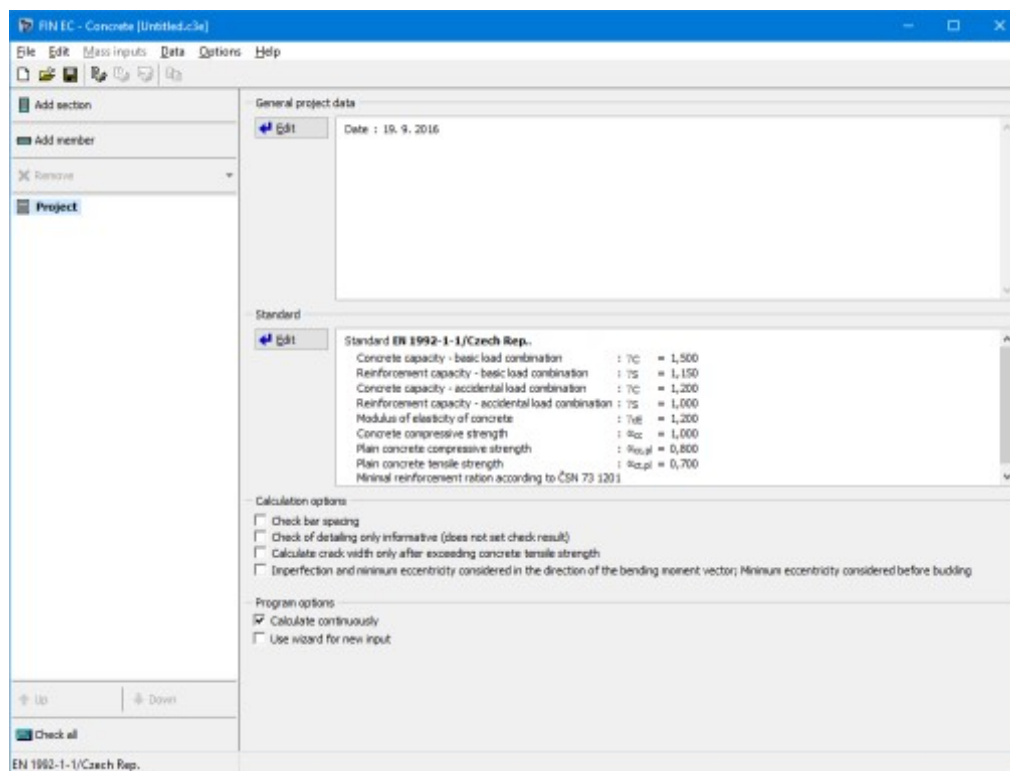 FIN EC - Concrete [Untitled.c3e]
File Edit Mass inputs Data Options Help
Add section
Add member
Remove
Project
Up Down
Check all
General project data
Edit
Date : 19. 9. 2016
Standard
Edit
Standard EN 1992-1-1/Czech Rep..
Concrete capacity - basic load combination : γC = 1,500
Reinforcement capacity - basic load combination : γS = 1,150
Concrete capacity - accidental load combination : γC = 1,200
Reinforcement capacity - accidental load combination : γS = 1,000
Modulus of elasticity of concrete : γcE = 1,200
Concrete compressive strength : αcc = 1,000
Plain concrete compressive strength : αcc,pl = 0,800
Plain concrete tensile strength : αct,pl = 0,700
Minimal reinforcement ration according to ČSN 73 1201
Calculation options
Check bar spacing
Check of detailing only informative (does not set check result)
Calculate crack width only after exceeding concrete tensile strength
Imperfection and minimum eccentricity considered in the direction of the bending moment vector; Minimum eccentricity considered before budding
Program options
Calculate continuously
Use wizard for new input
EN 1992-1-1/Czech Rep.